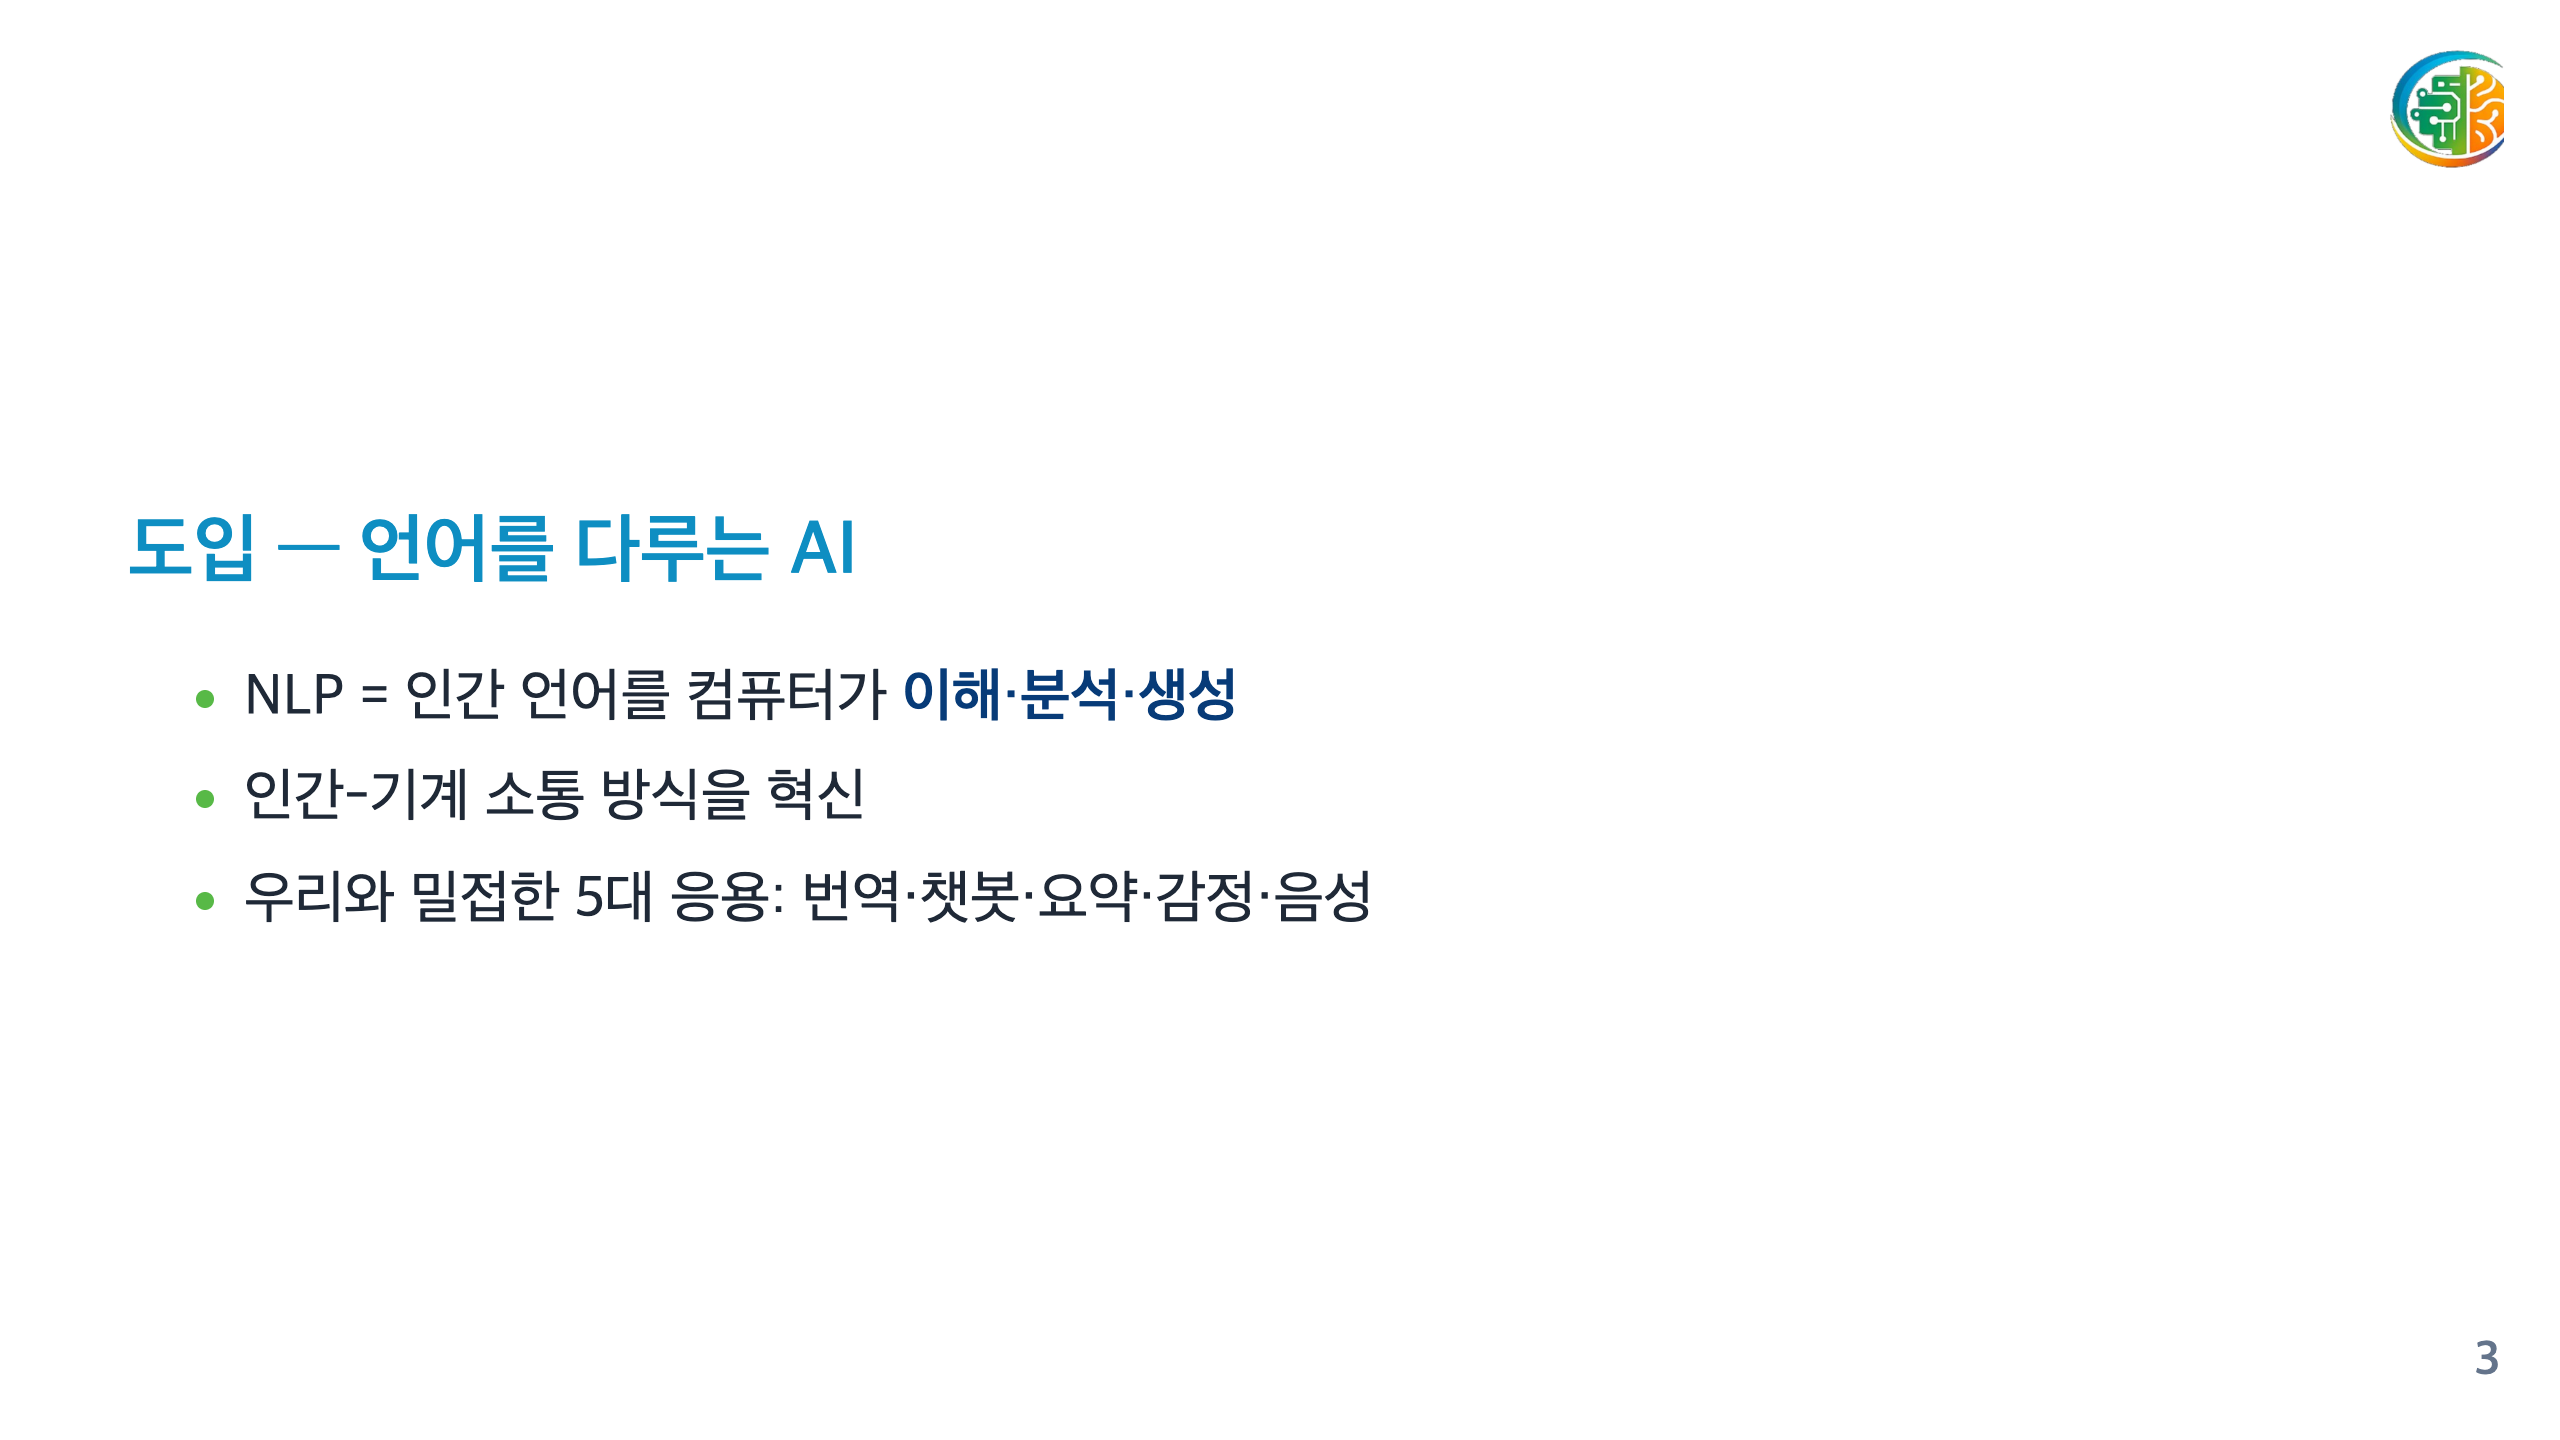 도입 — 언어를 다루는 AI
• NLP = 인간 언어를 컴퓨터가 이해·분석·생성
• 인간-기계 소통 방식을 혁신
• 우리와 밀접한 5대 응용: 번역·챗봇·요약·감정·음성
3